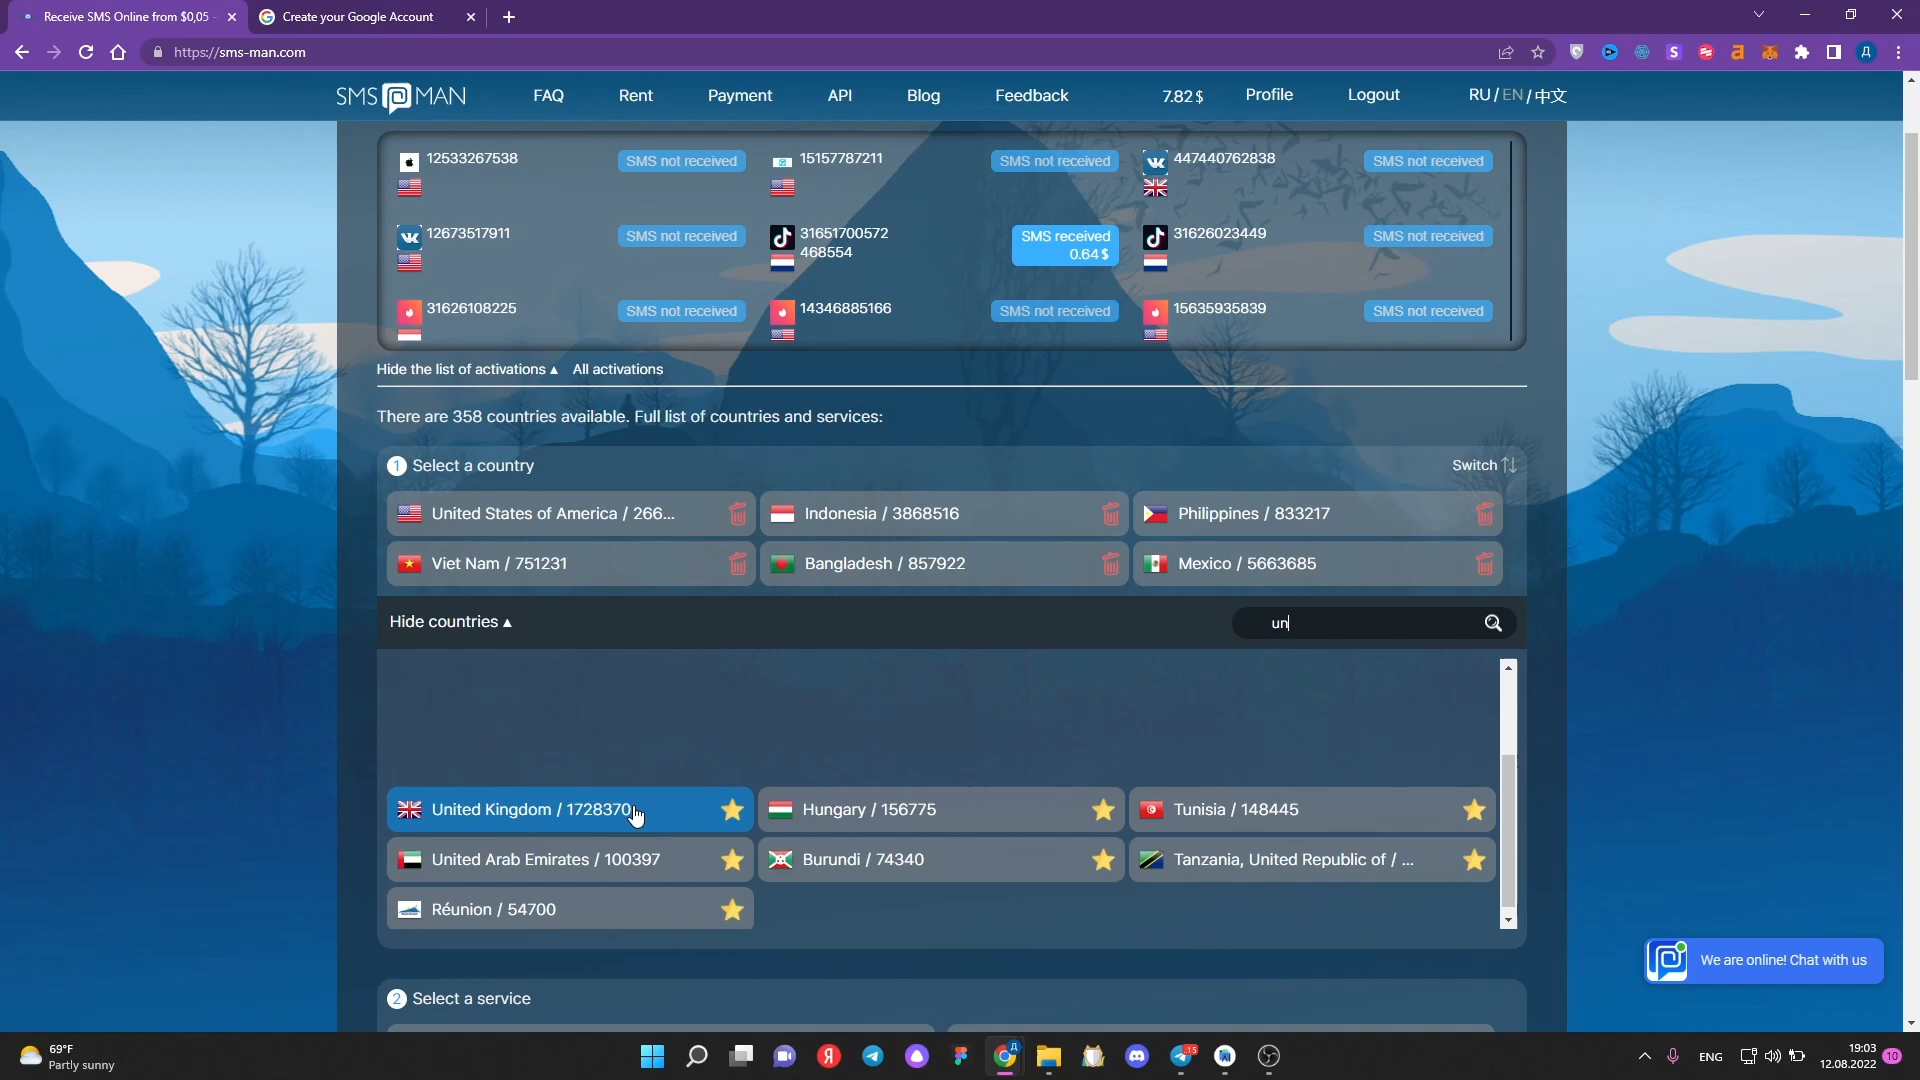 Receive SMS Online from $0,05 -
Create your Google Account
https://sms-man.com
SMS MAN
FAQ
Rent
Payment
API
Blog
Feedback
7.82$
Profile
Logout
RU / EN / 中文
12533267538
SMS not received
15157787211
SMS not received
447440762838
SMS not received
12673517911
SMS not received
31651700572
468554
SMS received
0.64$
31626023449
SMS not received
31626108225
SMS not received
14346885166
SMS not received
15635935839
SMS not received
Hide the list of activations ▴
All activations
There are 358 countries available. Full list of countries and services:
1 Select a country
Switch
United States of America / 266...
Indonesia / 3868516
Philippines / 833217
Viet Nam / 751231
Bangladesh / 857922
Mexico / 5663685
Hide countries ▴
un
United Kingdom / 1728370
Hungary / 156775
Tunisia / 148445
United Arab Emirates / 100397
Burundi / 74340
Tanzania, United Republic of / ...
Réunion / 54700
We are online! Chat with us
2 Select a service
69°F
Partly sunny
15
ENG
19:03
12.08.2022
10